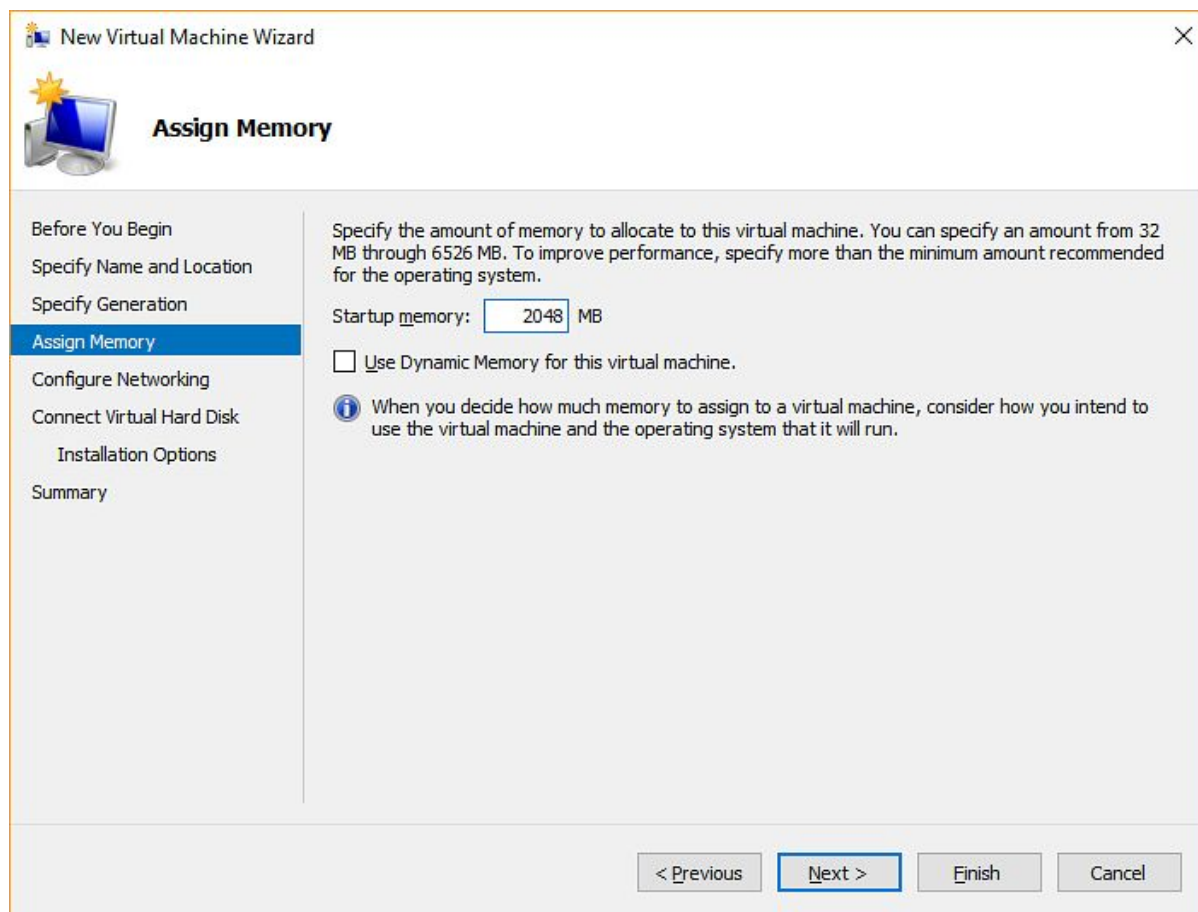 New Virtual Machine Wizard
Assign Memory
Before You Begin
Specify Name and Location
Specify Generation
Assign Memory
Configure Networking
Connect Virtual Hard Disk
Installation Options
Summary
Specify the amount of memory to allocate to this virtual machine. You can specify an amount from 32
MB through 6526 MB. To improve performance, specify more than the minimum amount recommended
for the operating system.
Startup memory: 2048 MB
Use Dynamic Memory for this virtual machine.
When you decide how much memory to assign to a virtual machine, consider how you intend to
use the virtual machine and the operating system that it will run.
< Previous Next > Finish Cancel